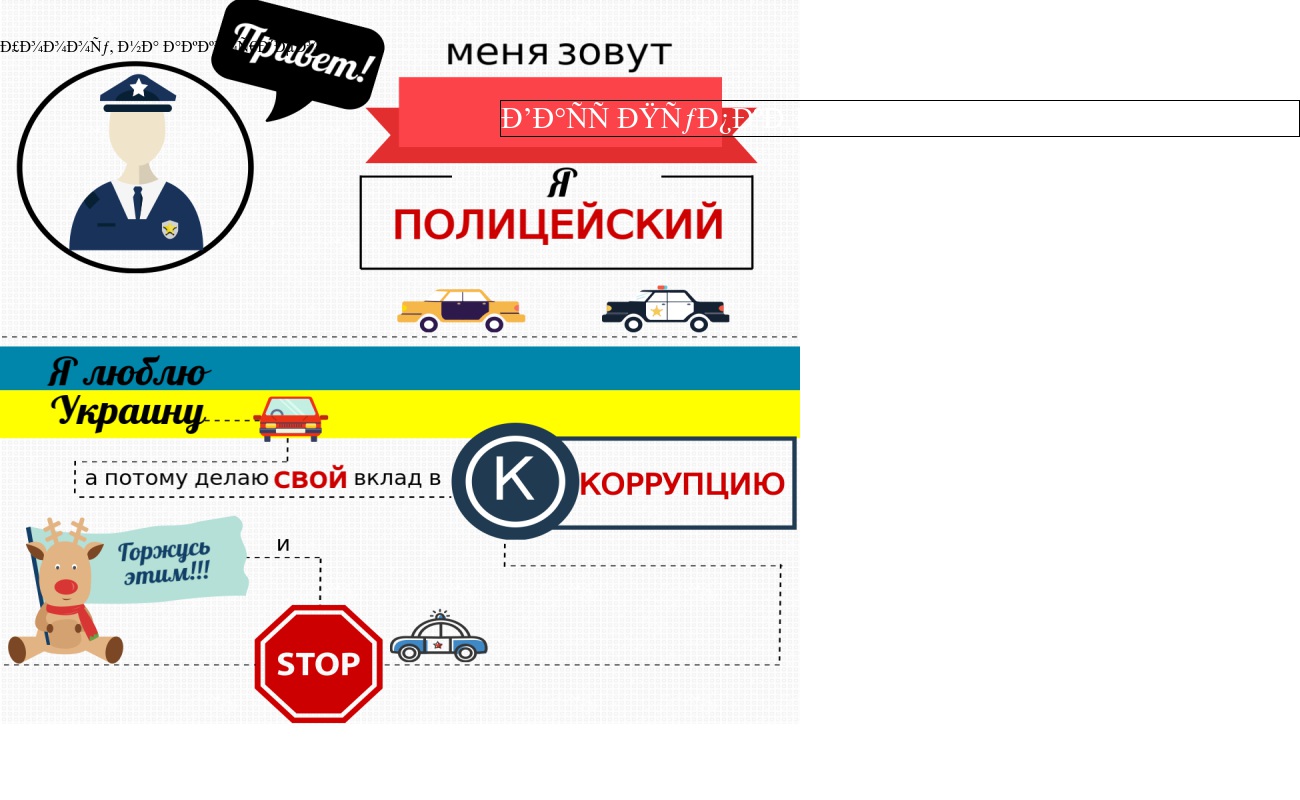 Привет!
меня зовут
Я
ПОЛИЦЕЙСКИЙ
Я люблю
Украину
а потому делаю СВОЙ вклад в
К
КОРРУПЦИЮ
Горжусь
этим!!!
и
STOP